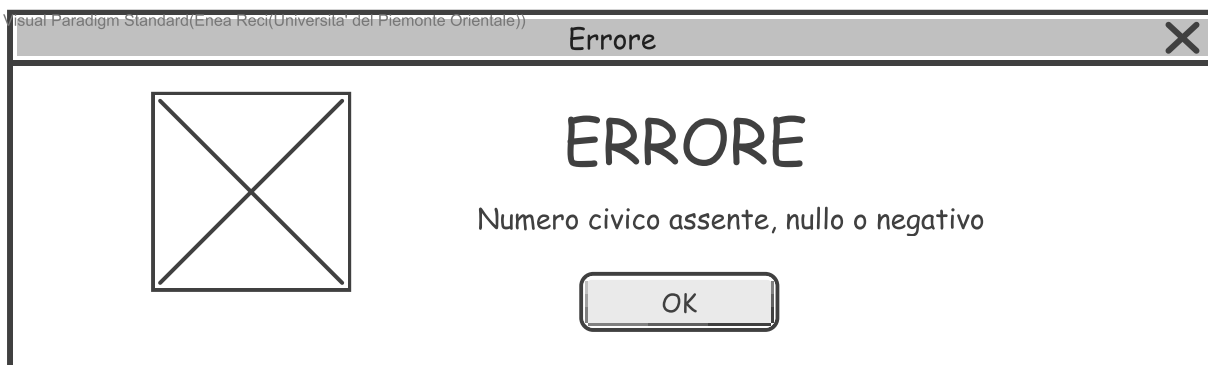 Visual Paradigm Standard(Enea Reci(Universita' del Piemonte Orientale))
Errore
ERRORE
Numero civico assente, nullo o negativo
OK